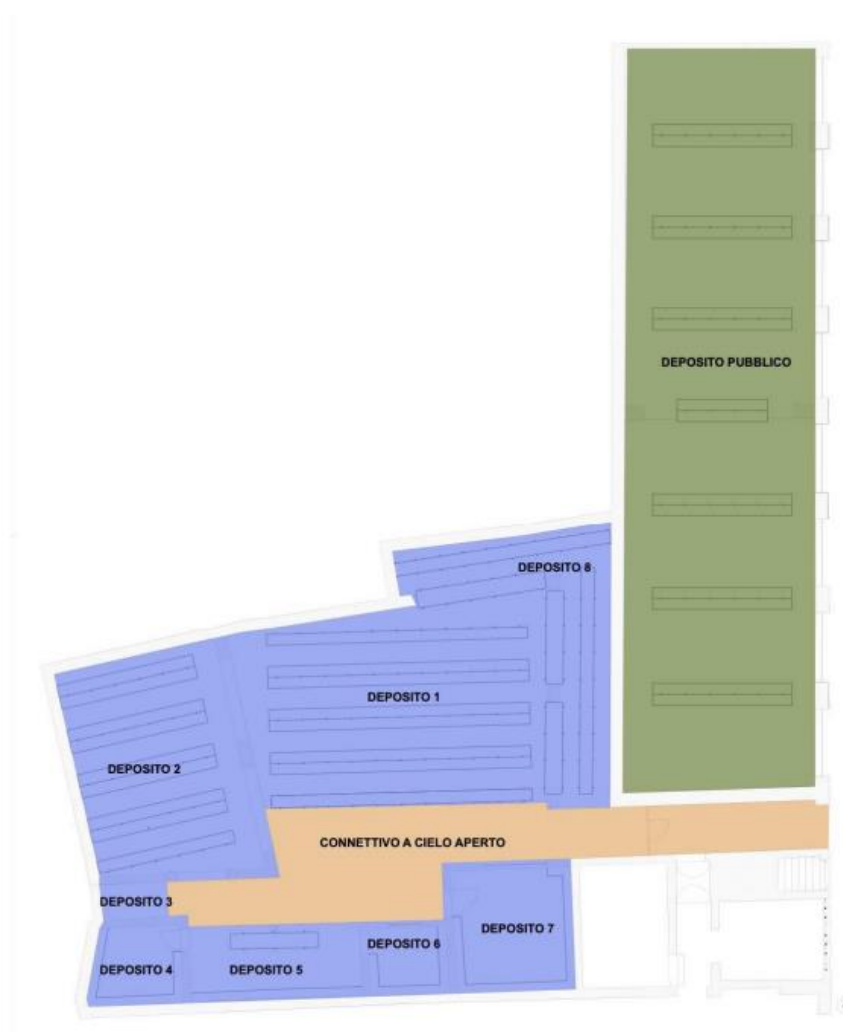 DEPOSITO PUBBLICO
DEPOSITO 8
DEPOSITO 1
DEPOSITO 2
CONNETTIVO A CIELO APERTO
DEPOSITO 3
DEPOSITO 7
DEPOSITO 6
DEPOSITO 4
DEPOSITO 5